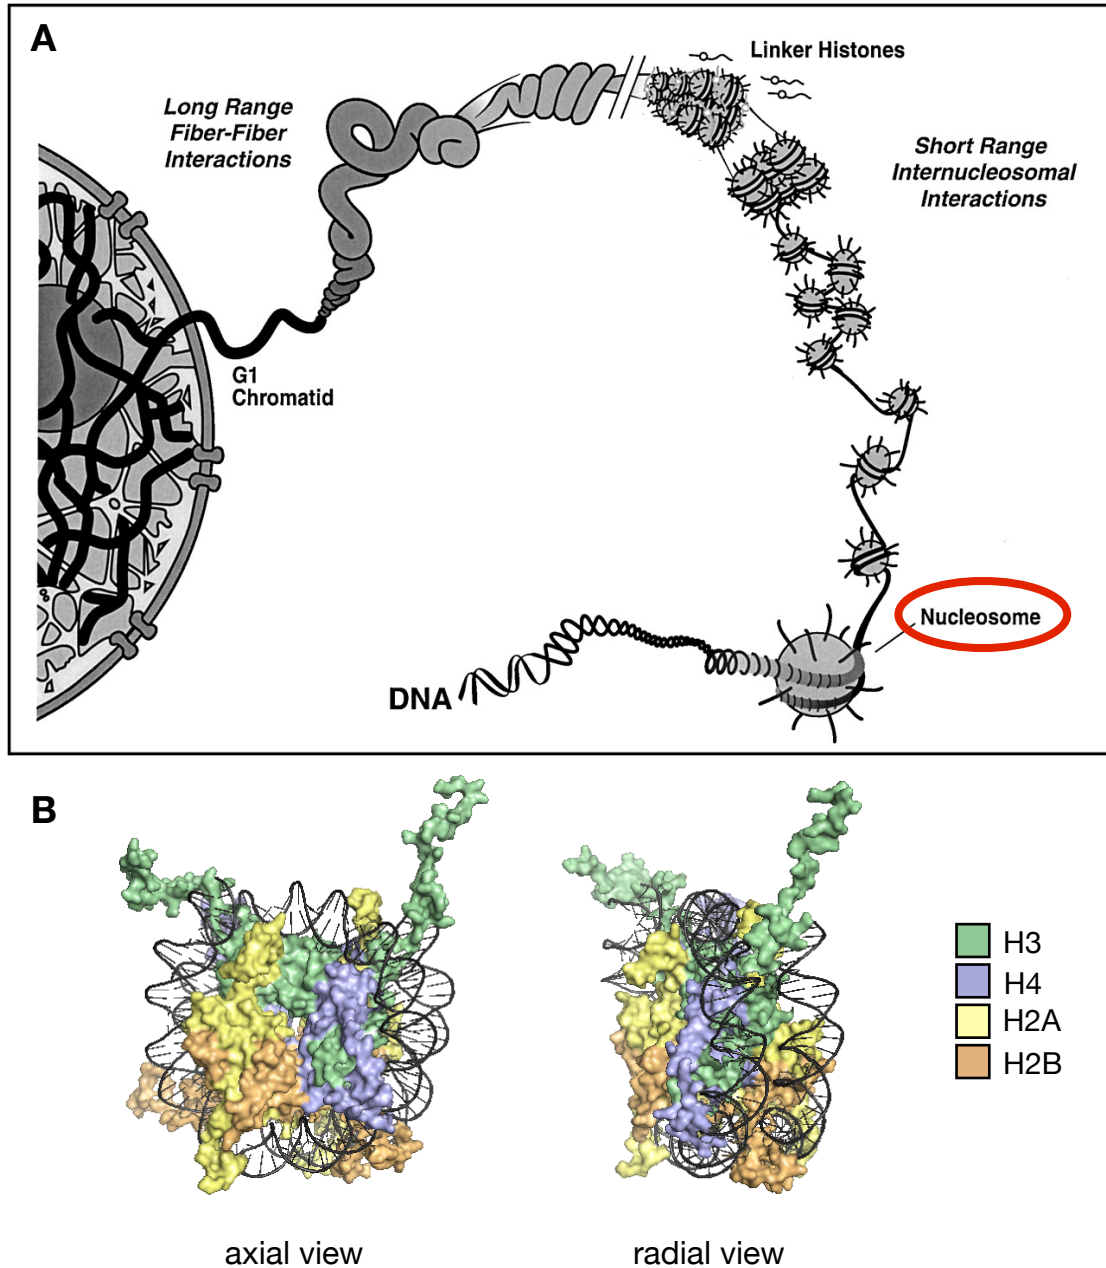 A
Linker Histones
Long Range
Fiber-Fiber
Interactions
Short Range
Internucleosomal
Interactions
G1
Chromatid
Nucleosome
DNA
B
H3
H4
H2A
H2B
axial view
radial view